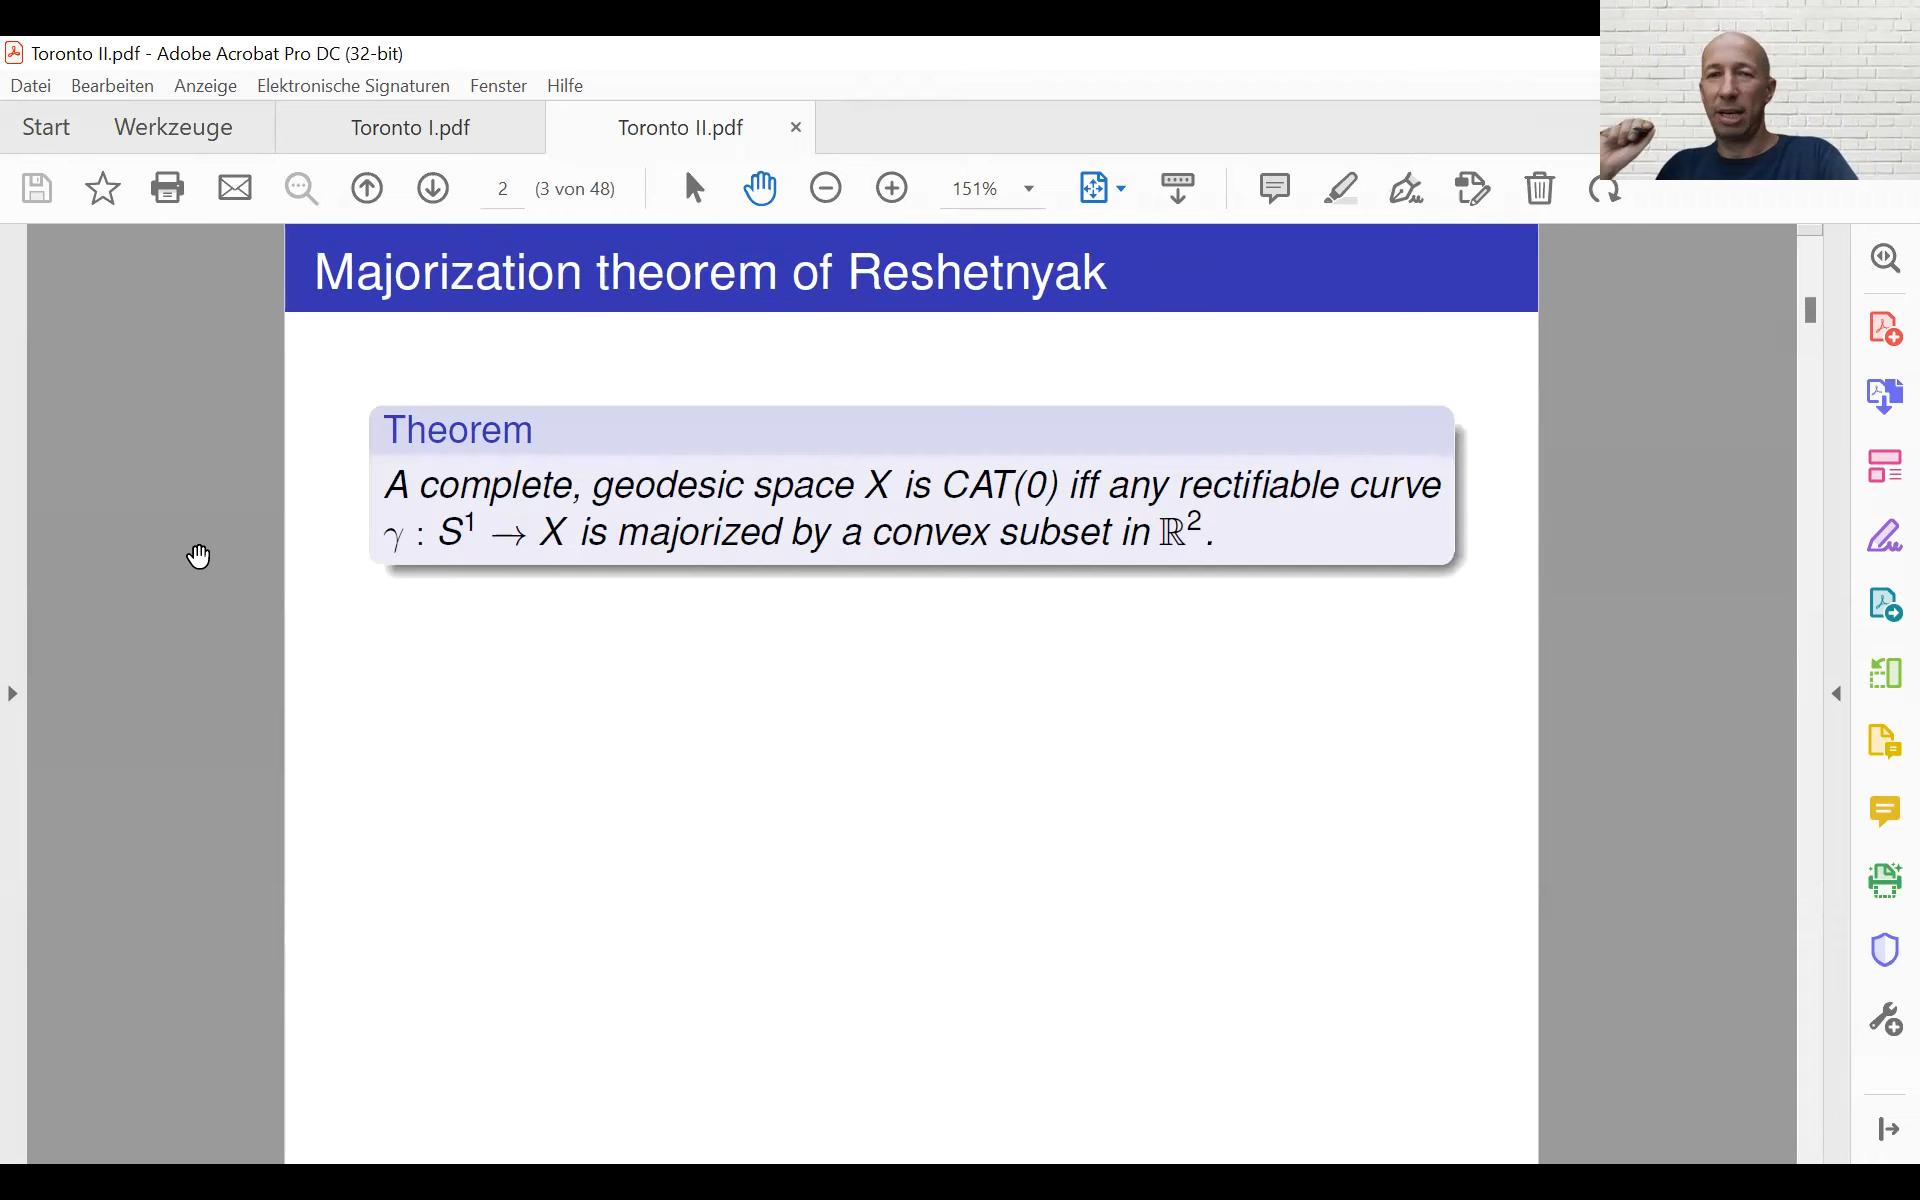 Toronto II.pdf - Adobe Acrobat Pro DC (32-bit)
Datei Bearbeiten Anzeige Elektronische Signaturen Fenster Hilfe
Start Werkzeuge Toronto I.pdf Toronto II.pdf ×
2 (3 von 48) 151%
Majorization theorem of Reshetnyak
Theorem
A complete, geodesic space X is CAT(0) iff any rectifiable curve
γ : S¹ → X is majorized by a convex subset in ℝ².